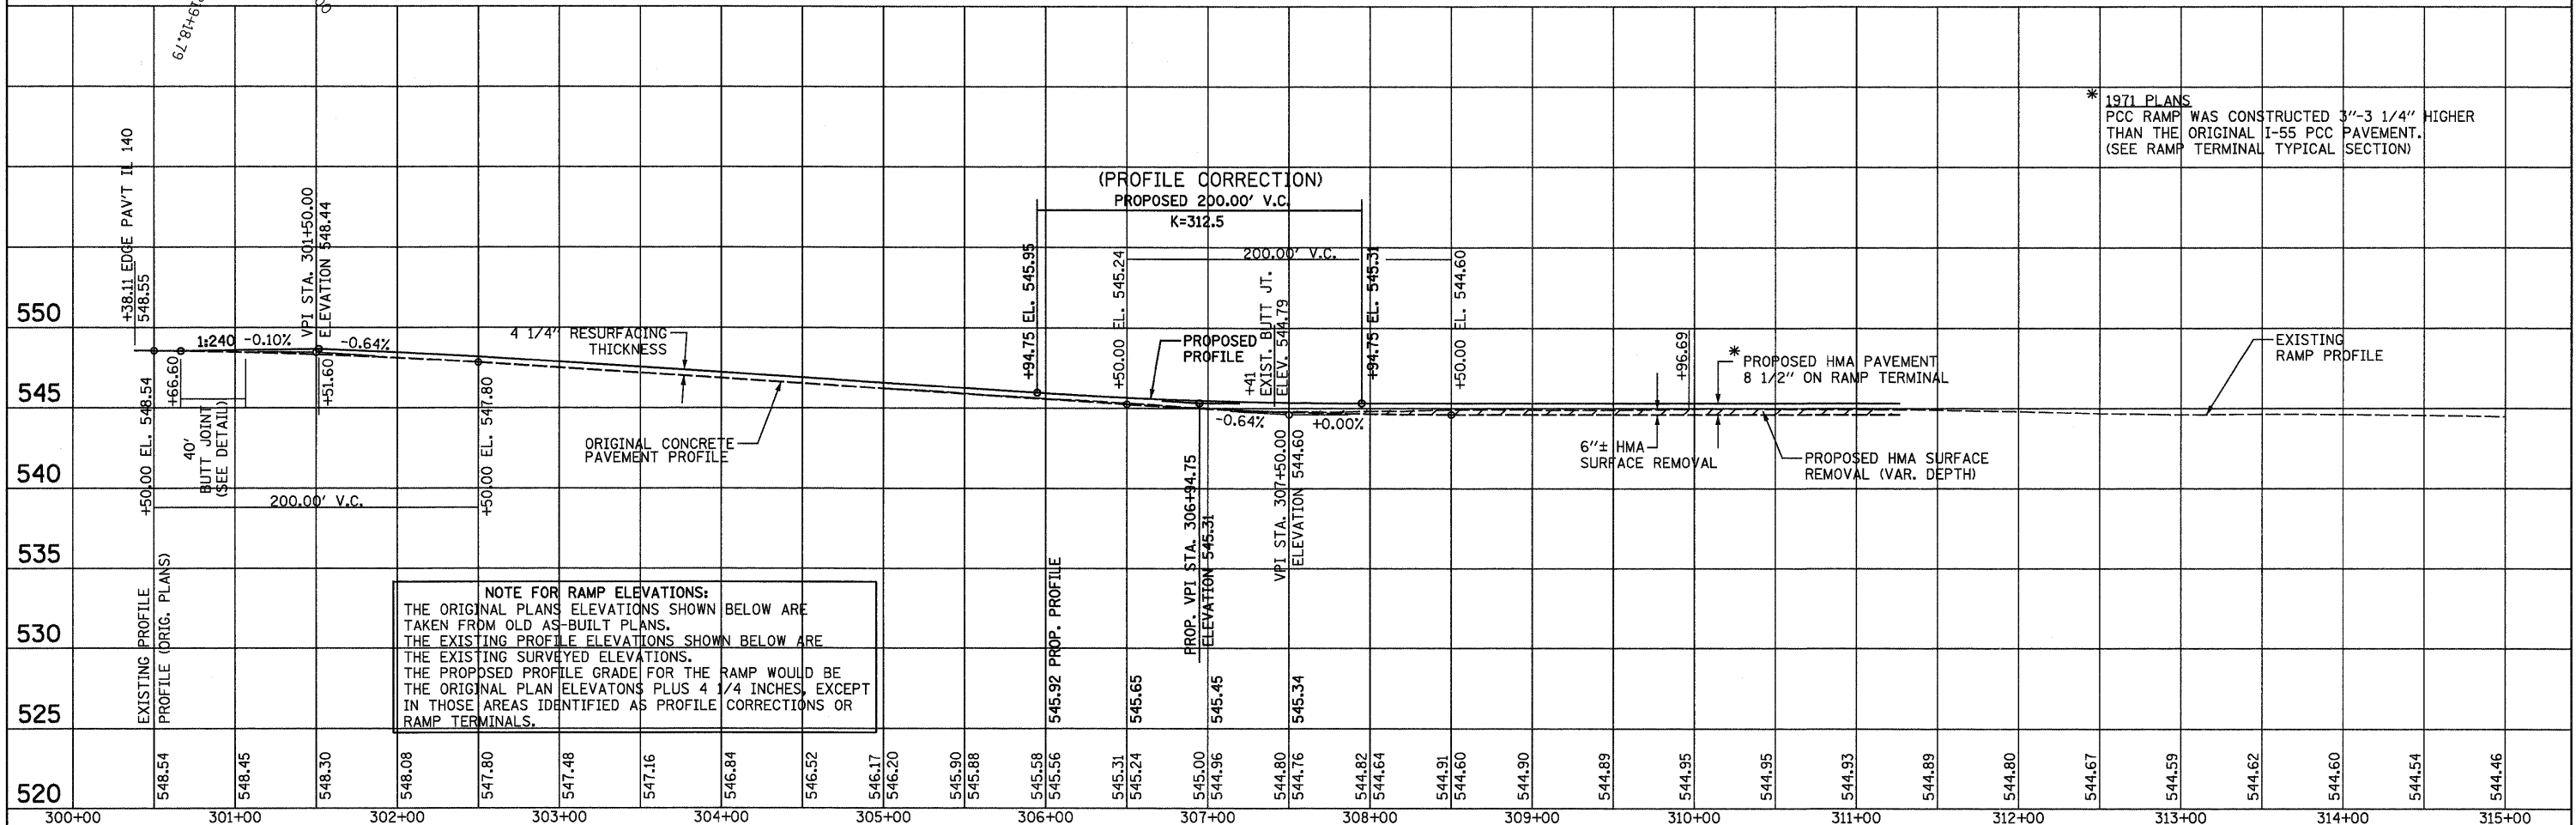 19+18.79
00
* 1971 PLANS
PCC RAMP WAS CONSTRUCTED 3"-3 1/4" HIGHER
THAN THE ORIGINAL I-55 PCC PAVEMENT.
(SEE RAMP TERMINAL TYPICAL SECTION)
+38.11 EDGE PAV'T IL 140
548.55
VPI STA. 301+50.00
ELEVATION 548.44
(PROFILE CORRECTION)
PROPOSED 200.00' V.C.
K=312.5
200.00' V.C.
+94.75 EL. 545.95
+50.00 EL. 545.24
+41
EXIST. BUTT JT.
ELEV. 544.79
+94.75 EL. 545.31
+50.00 EL. 544.60
+96.69
550
545
540
535
530
525
520
1:240 -0.10%
-0.64%
4 1/4" RESURFACING
THICKNESS
PROPOSED
PROFILE
* PROPOSED HMA PAVEMENT
8 1/2" ON RAMP TERMINAL
EXISTING
RAMP PROFILE
+50.00 EL. 548.54
+66.60
40'
BUTT JOINT
(SEE DETAIL)
+51.60
+50.00 EL. 547.80
200.00' V.C.
ORIGINAL CONCRETE
PAVEMENT PROFILE
-0.64%
+0.00%
6"± HMA
SURFACE REMOVAL
PROPOSED HMA SURFACE
REMOVAL (VAR. DEPTH)
PROP. VPI STA. 306+94.75
ELEVATION 545.31
VPI STA. 307+50.00
ELEVATION 544.60
EXISTING PROFILE
PROFILE (ORIG. PLANS)
NOTE FOR RAMP ELEVATIONS:
THE ORIGINAL PLANS ELEVATIONS SHOWN BELOW ARE
TAKEN FROM OLD AS-BUILT PLANS.
THE EXISTING PROFILE ELEVATIONS SHOWN BELOW ARE
THE EXISTING SURVEYED ELEVATIONS.
THE PROPOSED PROFILE GRADE FOR THE RAMP WOULD BE
THE ORIGINAL PLAN ELEVATONS PLUS 4 1/4 INCHES, EXCEPT
IN THOSE AREAS IDENTIFIED AS PROFILE CORRECTIONS OR
RAMP TERMINALS.
545.92 PROP. PROFILE
545.65
545.45
545.34
548.54
548.45
548.30
548.08
547.80
547.48
547.16
546.84
546.52
546.17
546.20
545.90
545.88
545.58
545.56
545.31
545.24
545.00
544.96
544.80
544.76
544.82
544.64
544.91
544.60
544.90
544.89
544.95
544.95
544.93
544.89
544.80
544.67
544.59
544.62
544.60
544.54
544.46
300+00
301+00
302+00
303+00
304+00
305+00
306+00
307+00
308+00
309+00
310+00
311+00
312+00
313+00
314+00
315+00